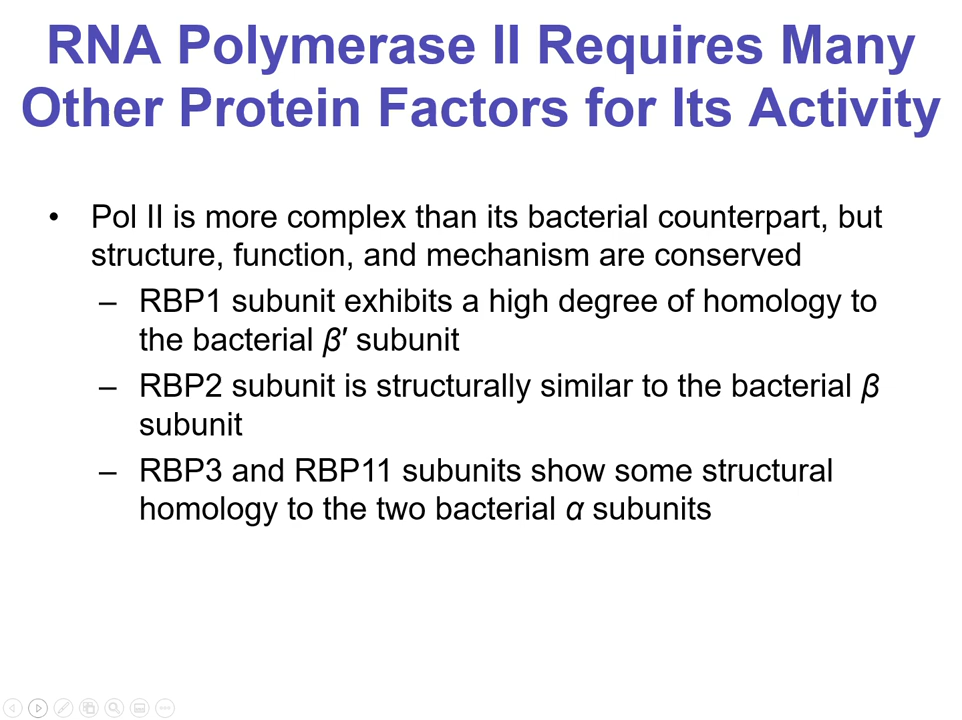 RNA Polymerase II Requires Many
Other Protein Factors for Its Activity
• Pol II is more complex than its bacterial counterpart, but
structure, function, and mechanism are conserved
– RBP1 subunit exhibits a high degree of homology to
the bacterial β′ subunit
– RBP2 subunit is structurally similar to the bacterial β
subunit
– RBP3 and RBP11 subunits show some structural
homology to the two bacterial α subunits